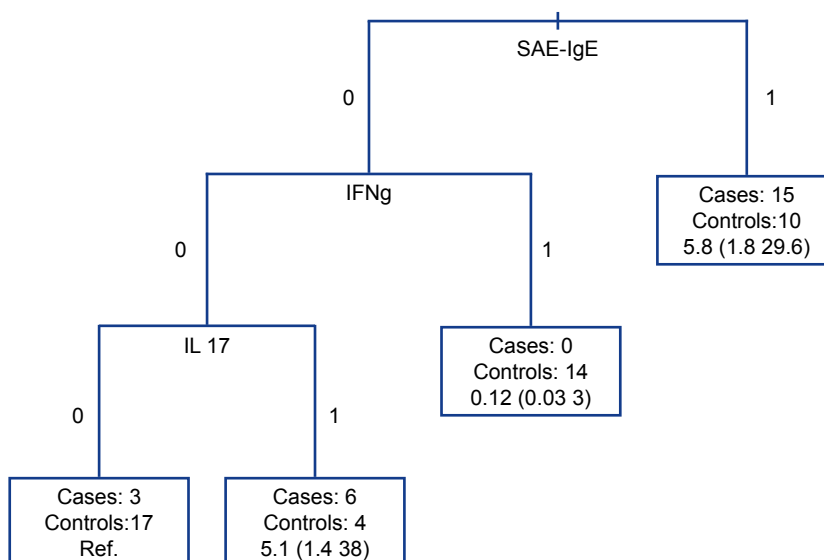 SAE-IgE
0
1
IFNg
Cases: 15
Controls:10
5.8 (1.8 29.6)
0
1
IL 17
Cases: 0
Controls: 14
0.12 (0.03 3)
0
1
Cases: 3
Controls:17
Ref.
Cases: 6
Controls: 4
5.1 (1.4 38)